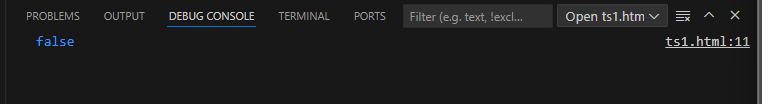 PROBLEMS OUTPUT DEBUG CONSOLE TERMINAL PORTS Filter (e.g. text, !excl... Open ts1.htm
false ts1.html:11